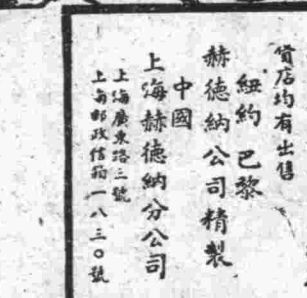 貨店均有出售
紐約 巴黎
赫德納公司精製
中國
上海赫德納分公司
上海廣東路三號
上海郵政信箱一八三〇號